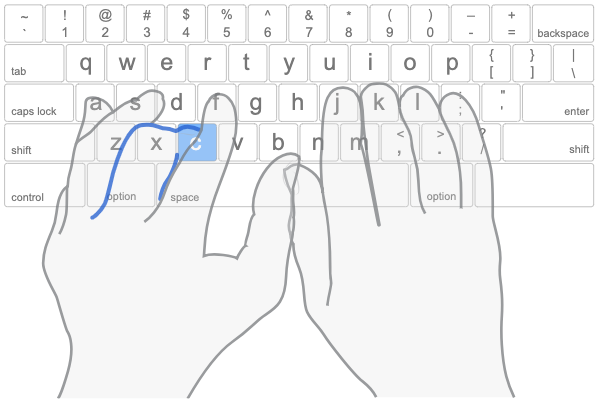 ~ ! @ # $ % ^ & * ( ) – +
` 1 2 3 4 5 6 7 8 9 0 - = backspace
tab q w e r t y u i o p { [ } ] | \
caps lock a s d f g h j k l : ; " ' enter
shift z x c v b n m < , > . ? / shift
control option space option